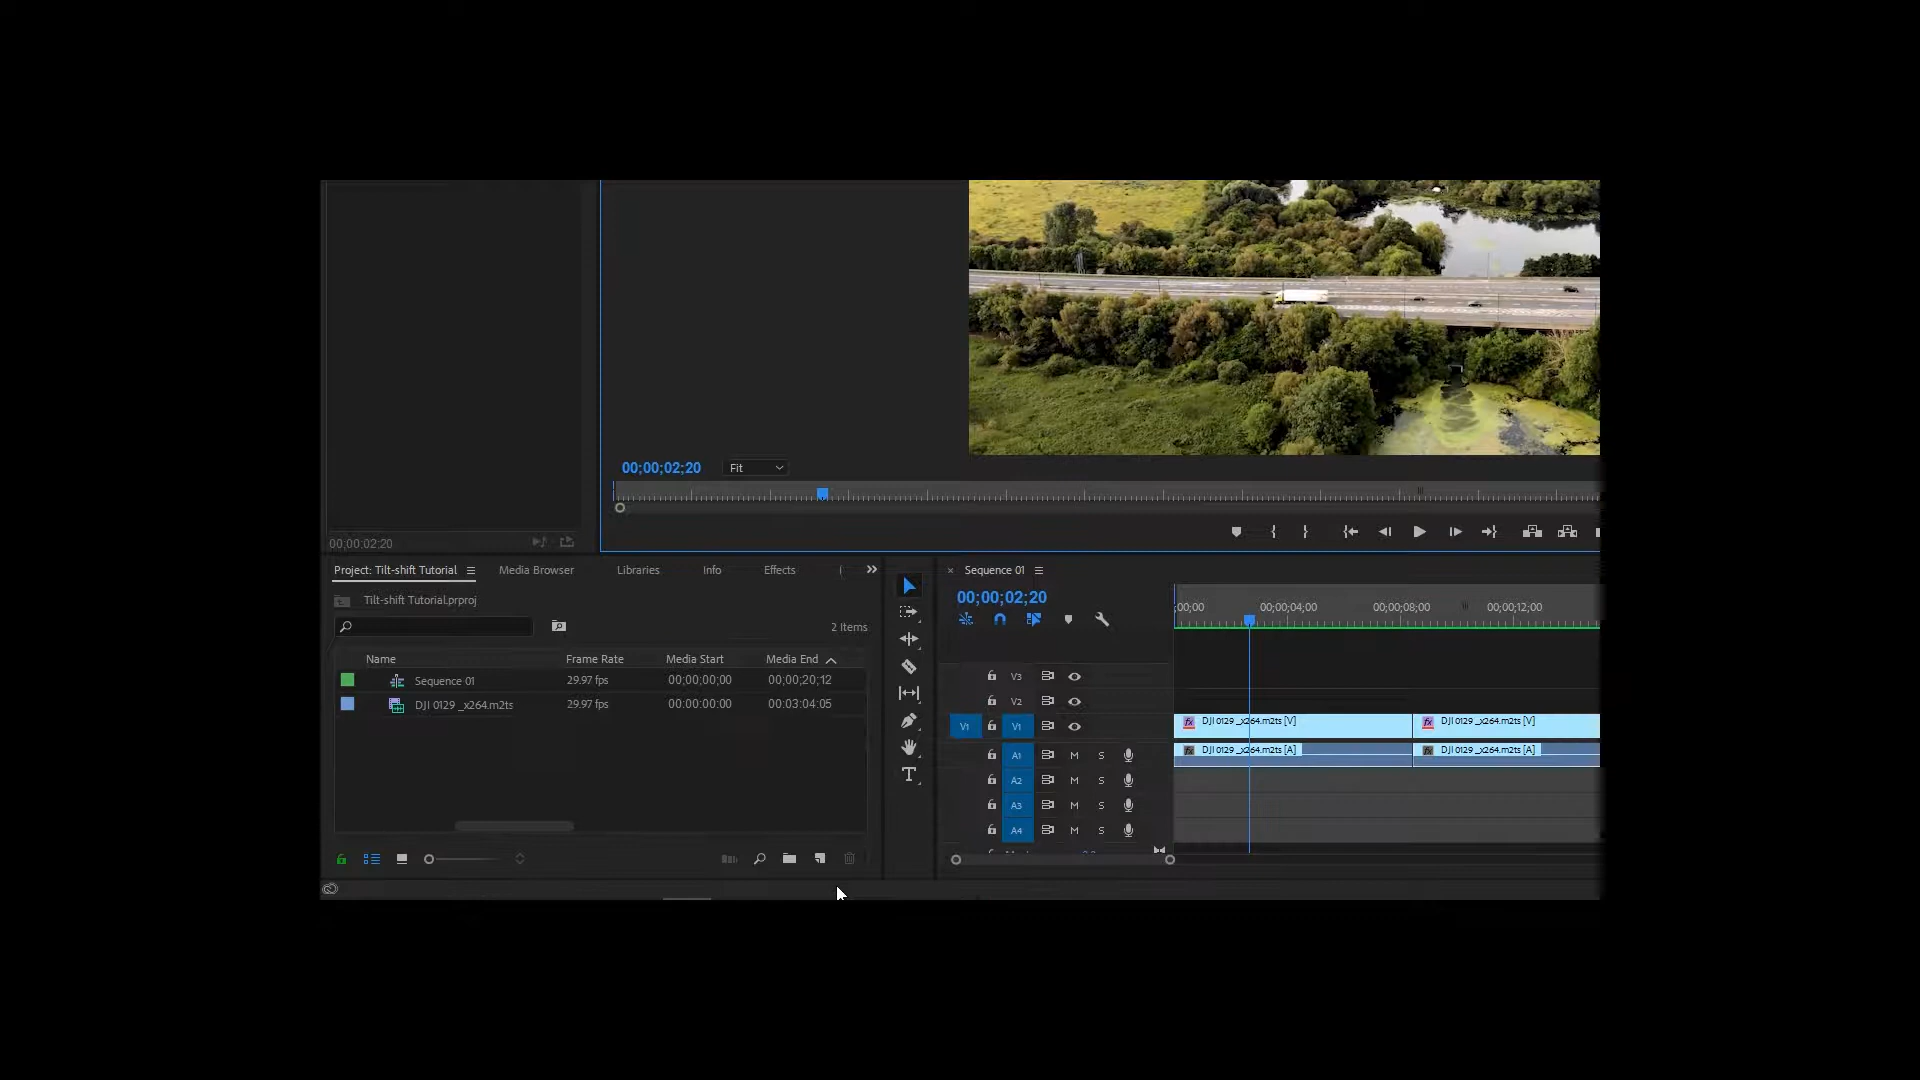 00;00;02;20
Fit
00;00;02;20
Project: Tilt-shift Tutorial
Media Browser
Libraries
Info
Effects
Tilt-shift Tutorial.prproj
2 Items
Name
Frame Rate
Media Start
Media End
Sequence 01
29.97 fps
00;00;00;00
00;00;20;12
DJI 0129 _x264.m2ts
29.97 fps
00:00:00:00
00:03:04:05
Sequence 01
00;00;02;20
;00;00
00;00;04;00
00;00;08;00
00;00;12;00
V3
V2
V1
V1
DJI 0129 _x264.m2ts [V]
DJI 0129 _x264.m2ts [V]
A1
M
S
DJI 0129 _x264.m2ts [A]
DJI 0129 _x264.m2ts [A]
A2
M
S
A3
M
S
A4
M
S